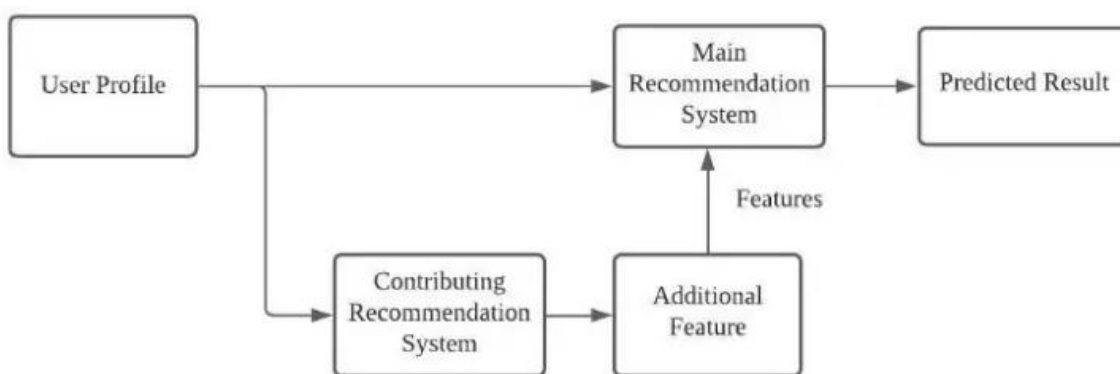 User Profile
Main
Recommendation
System
Predicted Result
Features
Contributing
Recommendation
System
Additional
Feature